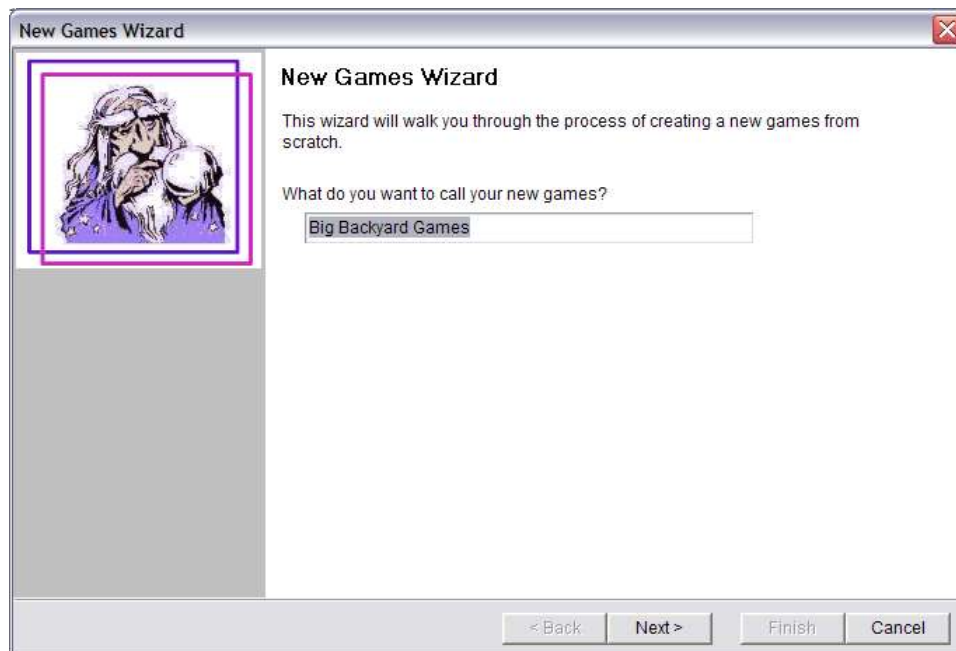 New Games Wizard
New Games Wizard
This wizard will walk you through the process of creating a new games from
scratch.
What do you want to call your new games?
Big Backyard Games
< Back Next > Finish Cancel